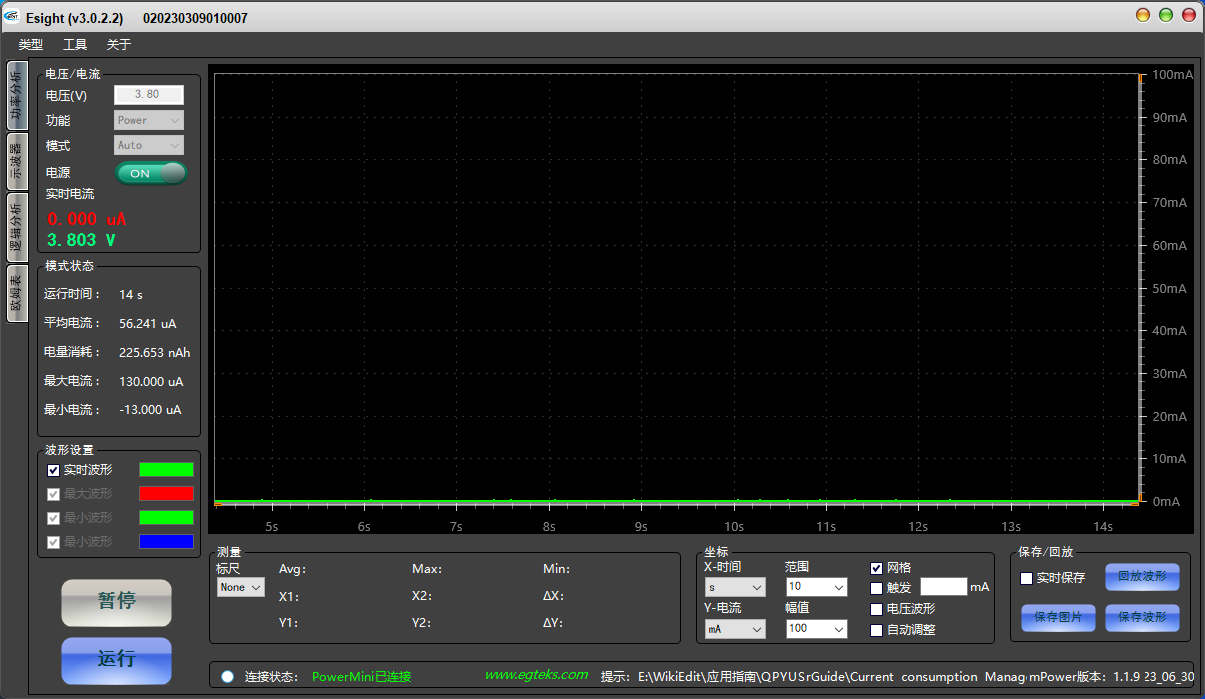 Esight (v3.0.2.2) 020230309010007
类型 工具 关于
功率分析
示波器
逻辑分析
欧姆表
电压/电流
电压(V) 3.80
功能 Power
模式 Auto
电源 ON
实时电流
0.000 uA
3.803 V
模式状态
运行时间： 14 s
平均电流： 56.241 uA
电量消耗： 225.653 nAh
最大电流： 130.000 uA
最小电流： -13.000 uA
波形设置
实时波形
最大波形
最小波形
最小波形
暂停
运行
100mA
90mA
80mA
70mA
60mA
50mA
40mA
30mA
20mA
10mA
0mA
5s 6s 7s 8s 9s 10s 11s 12s 13s 14s
测量
标尺 Avg: Max: Min:
None
X1: X2: ΔX:
Y1: Y2: ΔY:
坐标
X-时间 范围 网格
s 10 触发 mA
Y-电流 幅值 电压波形
mA 100 自动调整
保存/回放
实时保存 回放波形
保存图片 保存波形
连接状态： PowerMini已连接 www.egteks.com 提示：E:\WikiEdit\应用指南\QPYUSrGuide\Current consumption Manag mPower版本：1.1.9 23_06_30